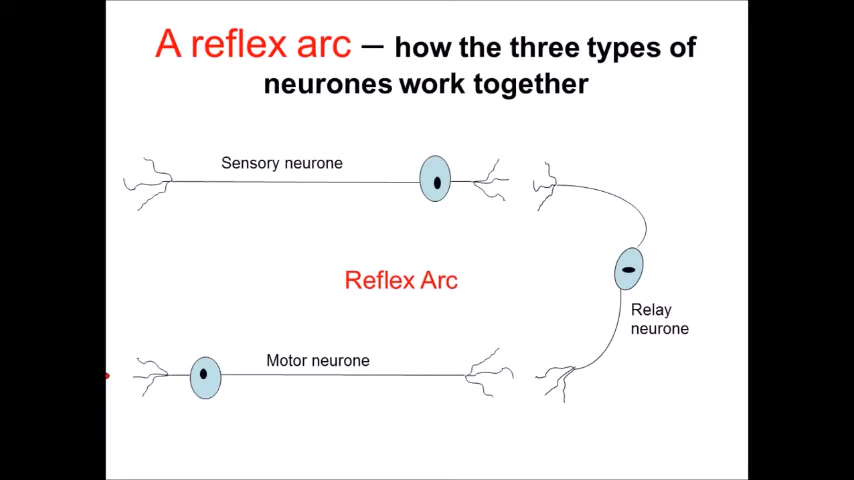 A reflex arc – how the three types of
neurones work together
Sensory neurone
Reflex Arc
Relay
neurone
Motor neurone